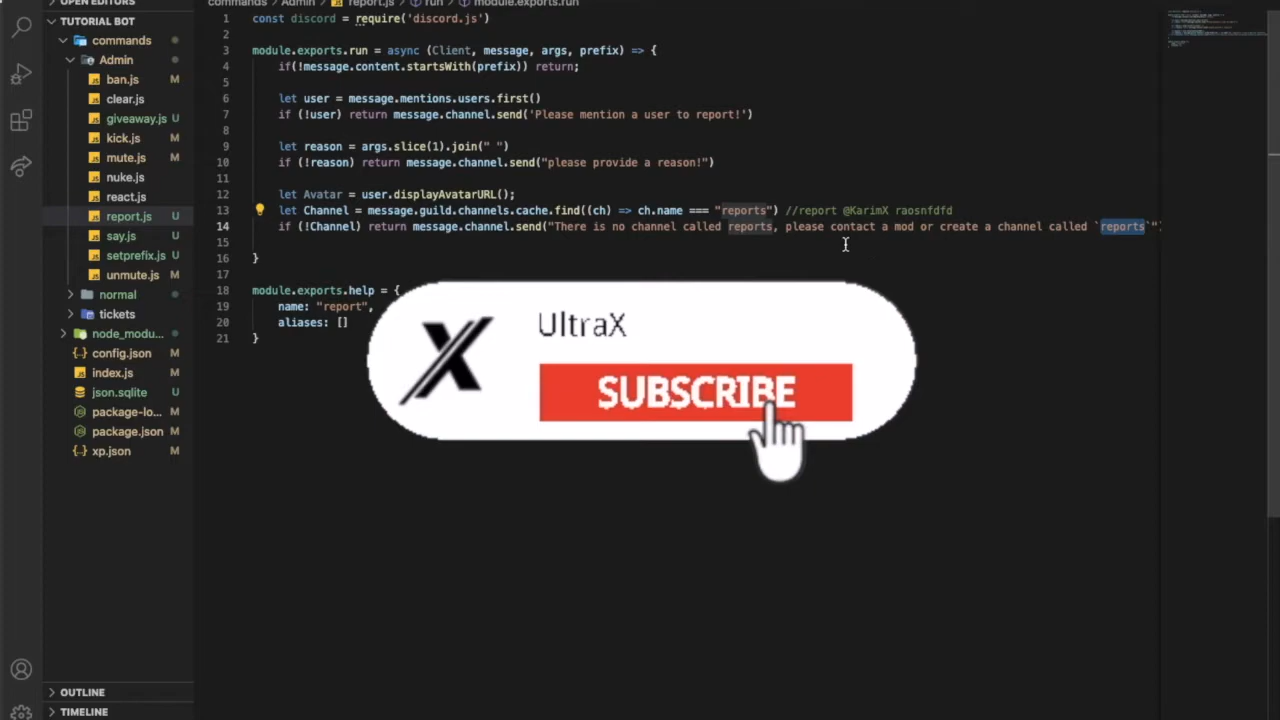 OPEN EDITORS
commands > Admin > report.js > run > module.exports.run
TUTORIAL BOT
commands
Admin
ban.js M
clear.js
giveaway.js U
kick.js M
mute.js M
nuke.js
react.js
report.js U
say.js U
setprefix.js U
unmute.js M
normal
tickets
node_modu...
config.json M
index.js M
json.sqlite U
package-lo... M
package.json M
xp.json M
OUTLINE
TIMELINE
1 const discord = require('discord.js')
2
3 module.exports.run = async (Client, message, args, prefix) => {
4 if(!message.content.startsWith(prefix)) return;
5
6 let user = message.mentions.users.first()
7 if (!user) return message.channel.send('Please mention a user to report!')
8
9 let reason = args.slice(1).join(" ")
10 if (!reason) return message.channel.send("please provide a reason!")
11
12 let Avatar = user.displayAvatarURL();
13 let Channel = message.guild.channels.cache.find((ch) => ch.name === "reports") //report @KarimX raosnfdfd
14 if (!Channel) return message.channel.send("There is no channel called reports, please contact a mod or create a channel called `reports`")
15
16 }
17
18 module.exports.help = {
19 name: "report",
20 aliases: []
21 }
UltraX
SUBSCRIBE